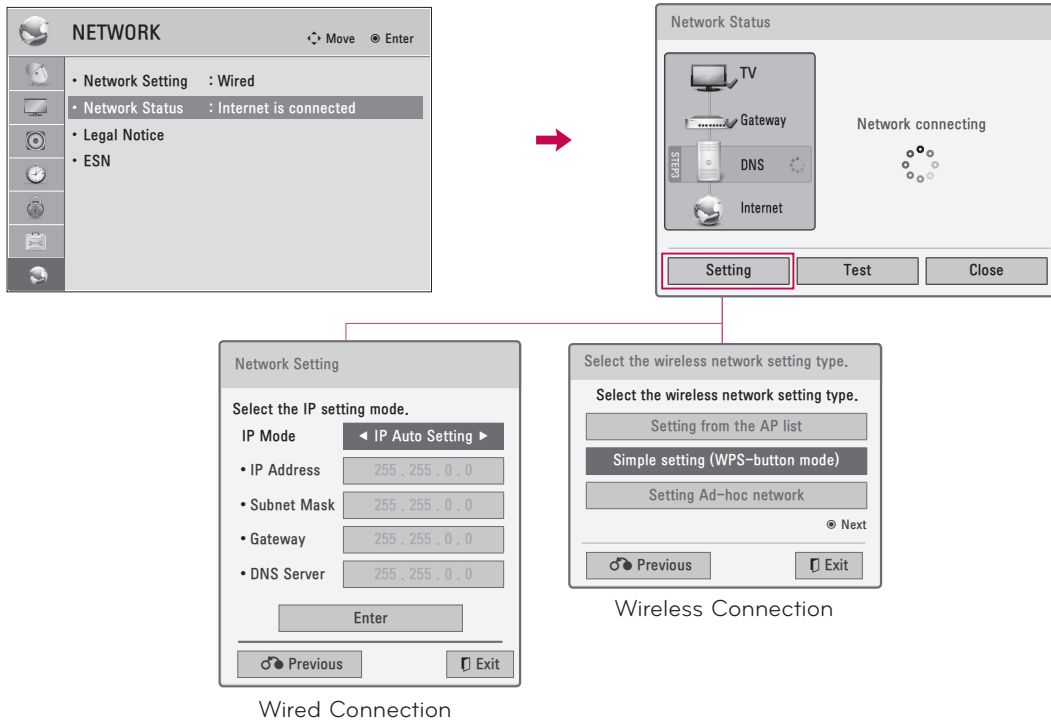 NETWORK
Move
Enter
• Network Setting : Wired
• Network Status : Internet is connected
• Legal Notice
• ESN
Network Status
TV
Gateway
STEP3
DNS
Internet
Network connecting
Setting
Test
Close
Network Setting
Select the IP setting mode.
IP Mode ◄ IP Auto Setting ►
• IP Address 255 . 255 . 0 . 0
• Subnet Mask 255 . 255 . 0 . 0
• Gateway 255 . 255 . 0 . 0
• DNS Server 255 . 255 . 0 . 0
Enter
Previous
Exit
Wired Connection
Select the wireless network setting type.
Select the wireless network setting type.
Setting from the AP list
Simple setting (WPS-button mode)
Setting Ad-hoc network
Next
Previous
Exit
Wireless Connection